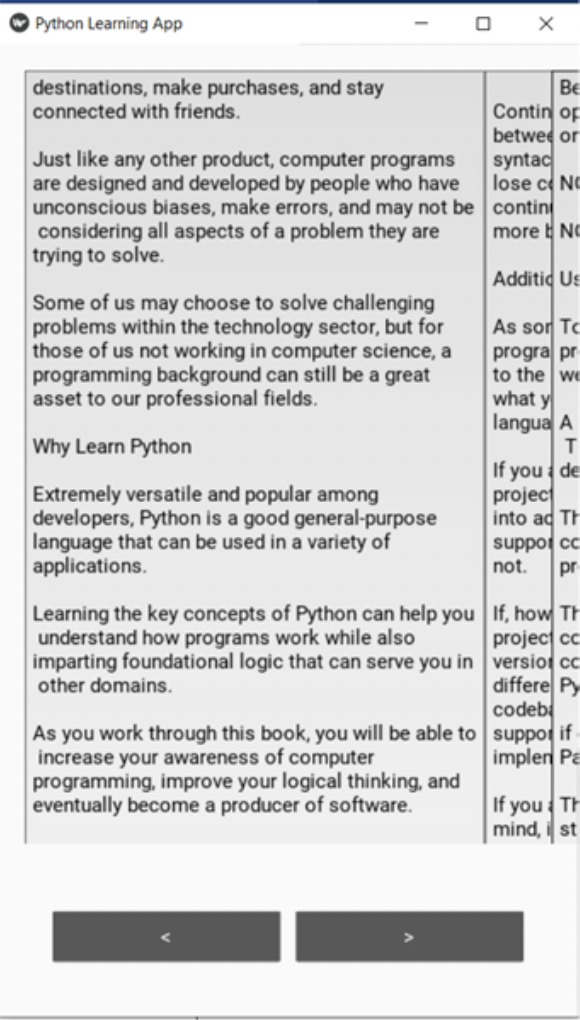 Python Learning App
destinations, make purchases, and stay
connected with friends.
Just like any other product, computer programs
are designed and developed by people who have
unconscious biases, make errors, and may not be
considering all aspects of a problem they are
trying to solve.
Some of us may choose to solve challenging
problems within the technology sector, but for
those of us not working in computer science, a
programming background can still be a great
asset to our professional fields.
Why Learn Python
Extremely versatile and popular among
developers, Python is a good general-purpose
language that can be used in a variety of
applications.
Learning the key concepts of Python can help you
understand how programs work while also
imparting foundational logic that can serve you in
other domains.
As you work through this book, you will be able to
increase your awareness of computer
programming, improve your logical thinking, and
eventually become a producer of software.
Contin
betwee
syntac
lose
contin
more
Additi
As
progra
to the
what y
langua
If you
project
into ac
suppor
not.
If, how
project
version
differe
codeba
suppor
implem
If you
mind, i
Be
op
or
Us
pr
we
A
T
de
Th
pr
Th
Py
if
Pa
Th
st
<
>